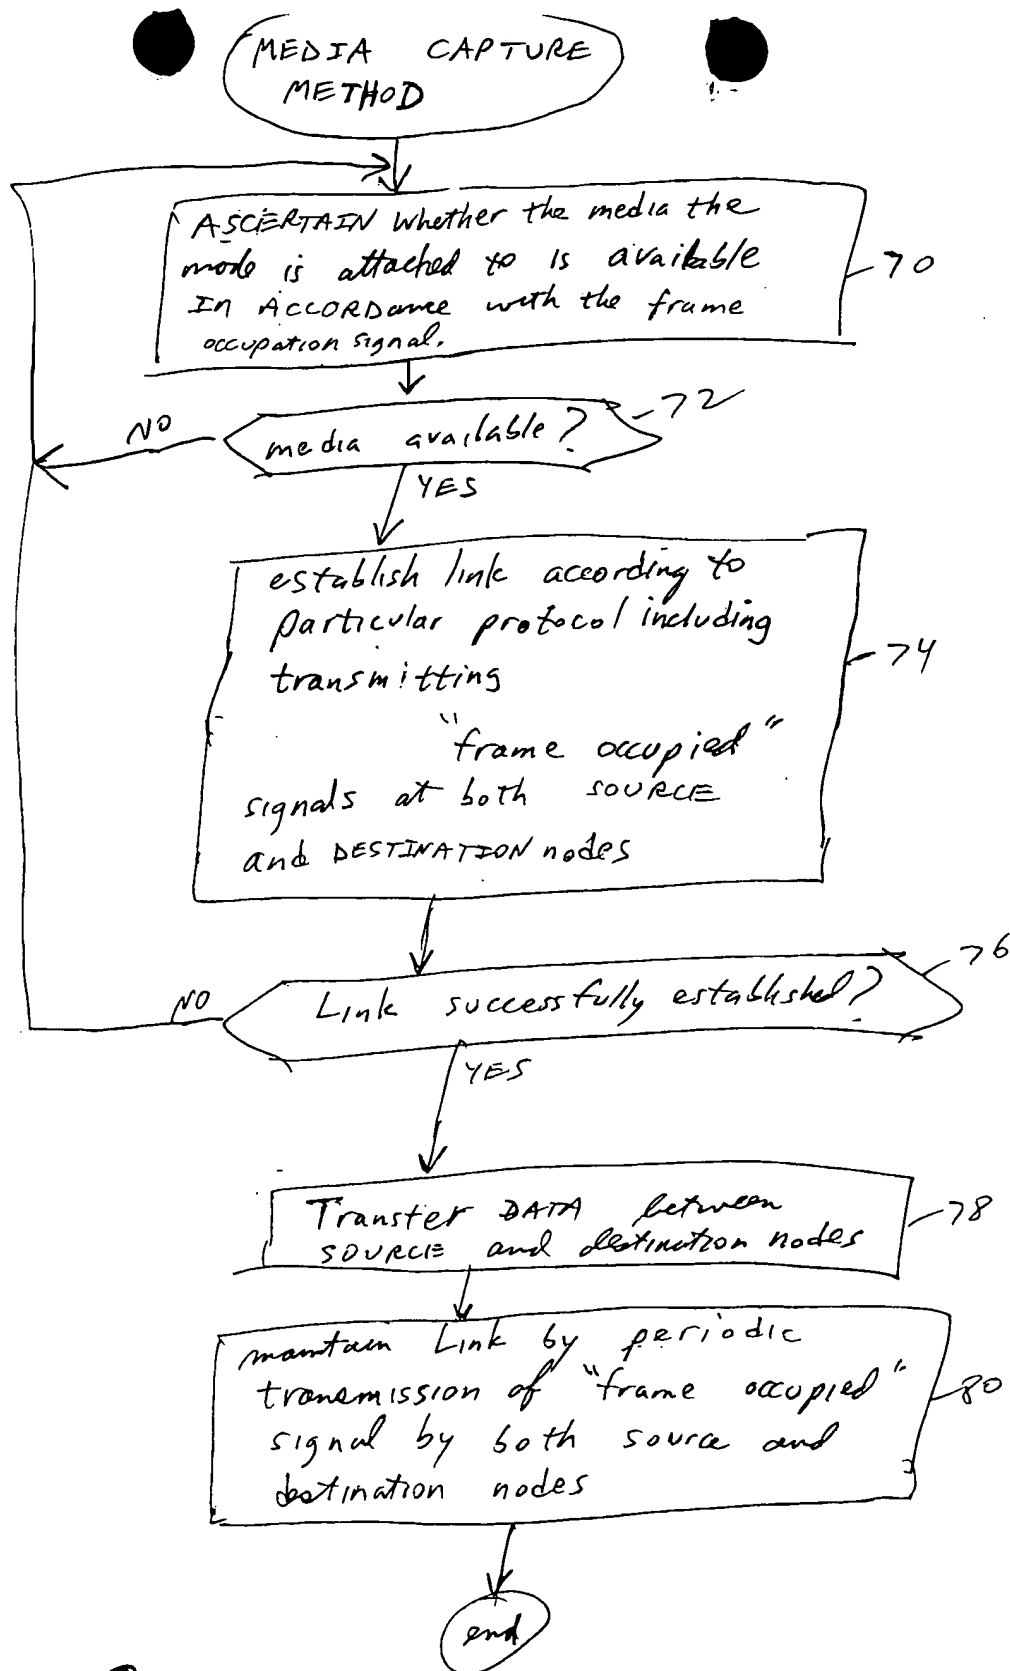 MEDIA CAPTURE
METHOD
ASCERTAIN whether the media the
mode is attached to is available
In ACCORDance with the frame
occupation signal.
70
media available?
72
NO
YES
establish link according to
particular protocol including
transmitting
"frame occupied"
signals at both SOURCE
and DESTINATION nodes
74
Link successfully established?
76
NO
YES
Transfer DATA between
SOURCE and destination nodes
78
maintain Link by periodic
transmission of "frame occupied"
signal by both source and
destination nodes
80
end